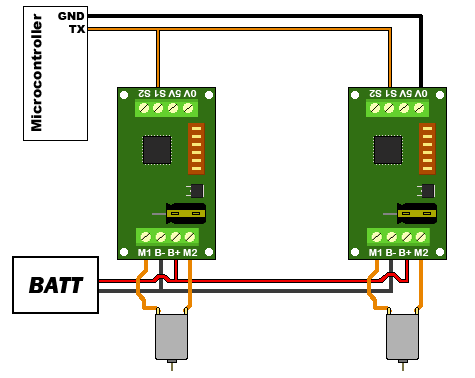 Microcontroller
GND
TX
0V 5V S1 S2
0V 5V S1 S2
M1 B- B+ M2
M1 B- B+ M2
BATT